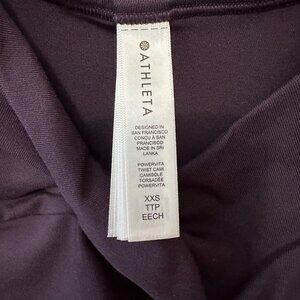 ATHLETA
DESIGNED IN
SAN FRANCISCO
CONÇU À SAN
FRANCISCO
MADE IN SRI
LANKA
POWERVITA
TWIST CAMI
CAMISOLE
TORSADÉE
POWERVITA
XXS
TTP
EECH